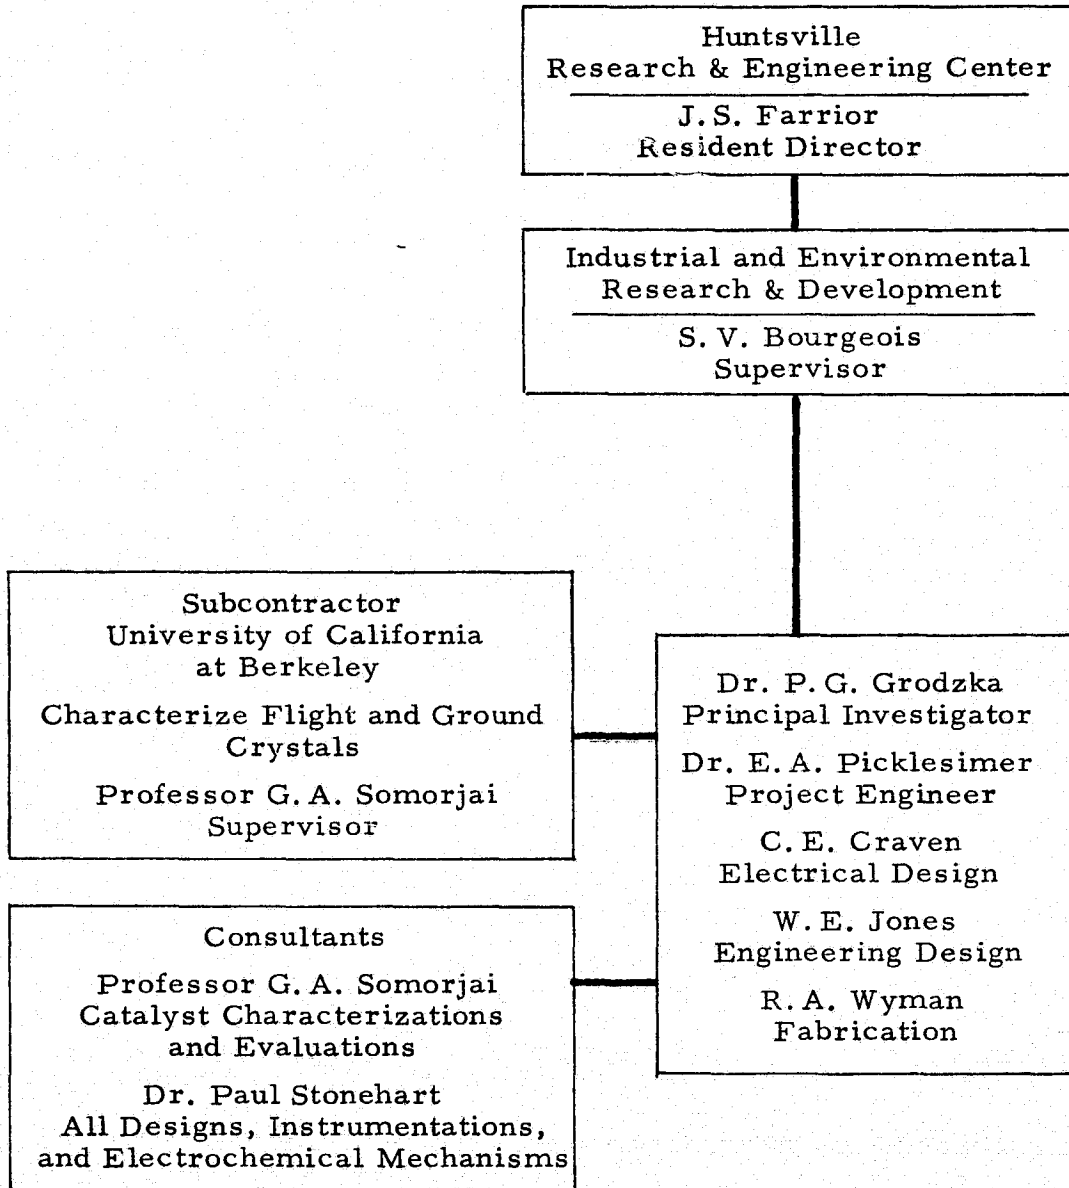 Huntsville
Research & Engineering Center
J. S. Farrior
Resident Director
Industrial and Environmental
Research & Development
S. V. Bourgeois
Supervisor
Subcontractor
University of California
at Berkeley
Characterize Flight and Ground
Crystals
Professor G. A. Somorjai
Supervisor
Dr. P. G. Grodzka
Principal Investigator
Dr. E. A. Picklesimer
Project Engineer
C. E. Craven
Electrical Design
W. E. Jones
Engineering Design
R. A. Wyman
Fabrication
Consultants
Professor G. A. Somorjai
Catalyst Characterizations
and Evaluations
Dr. Paul Stonehart
All Designs, Instrumentations,
and Electrochemical Mechanisms